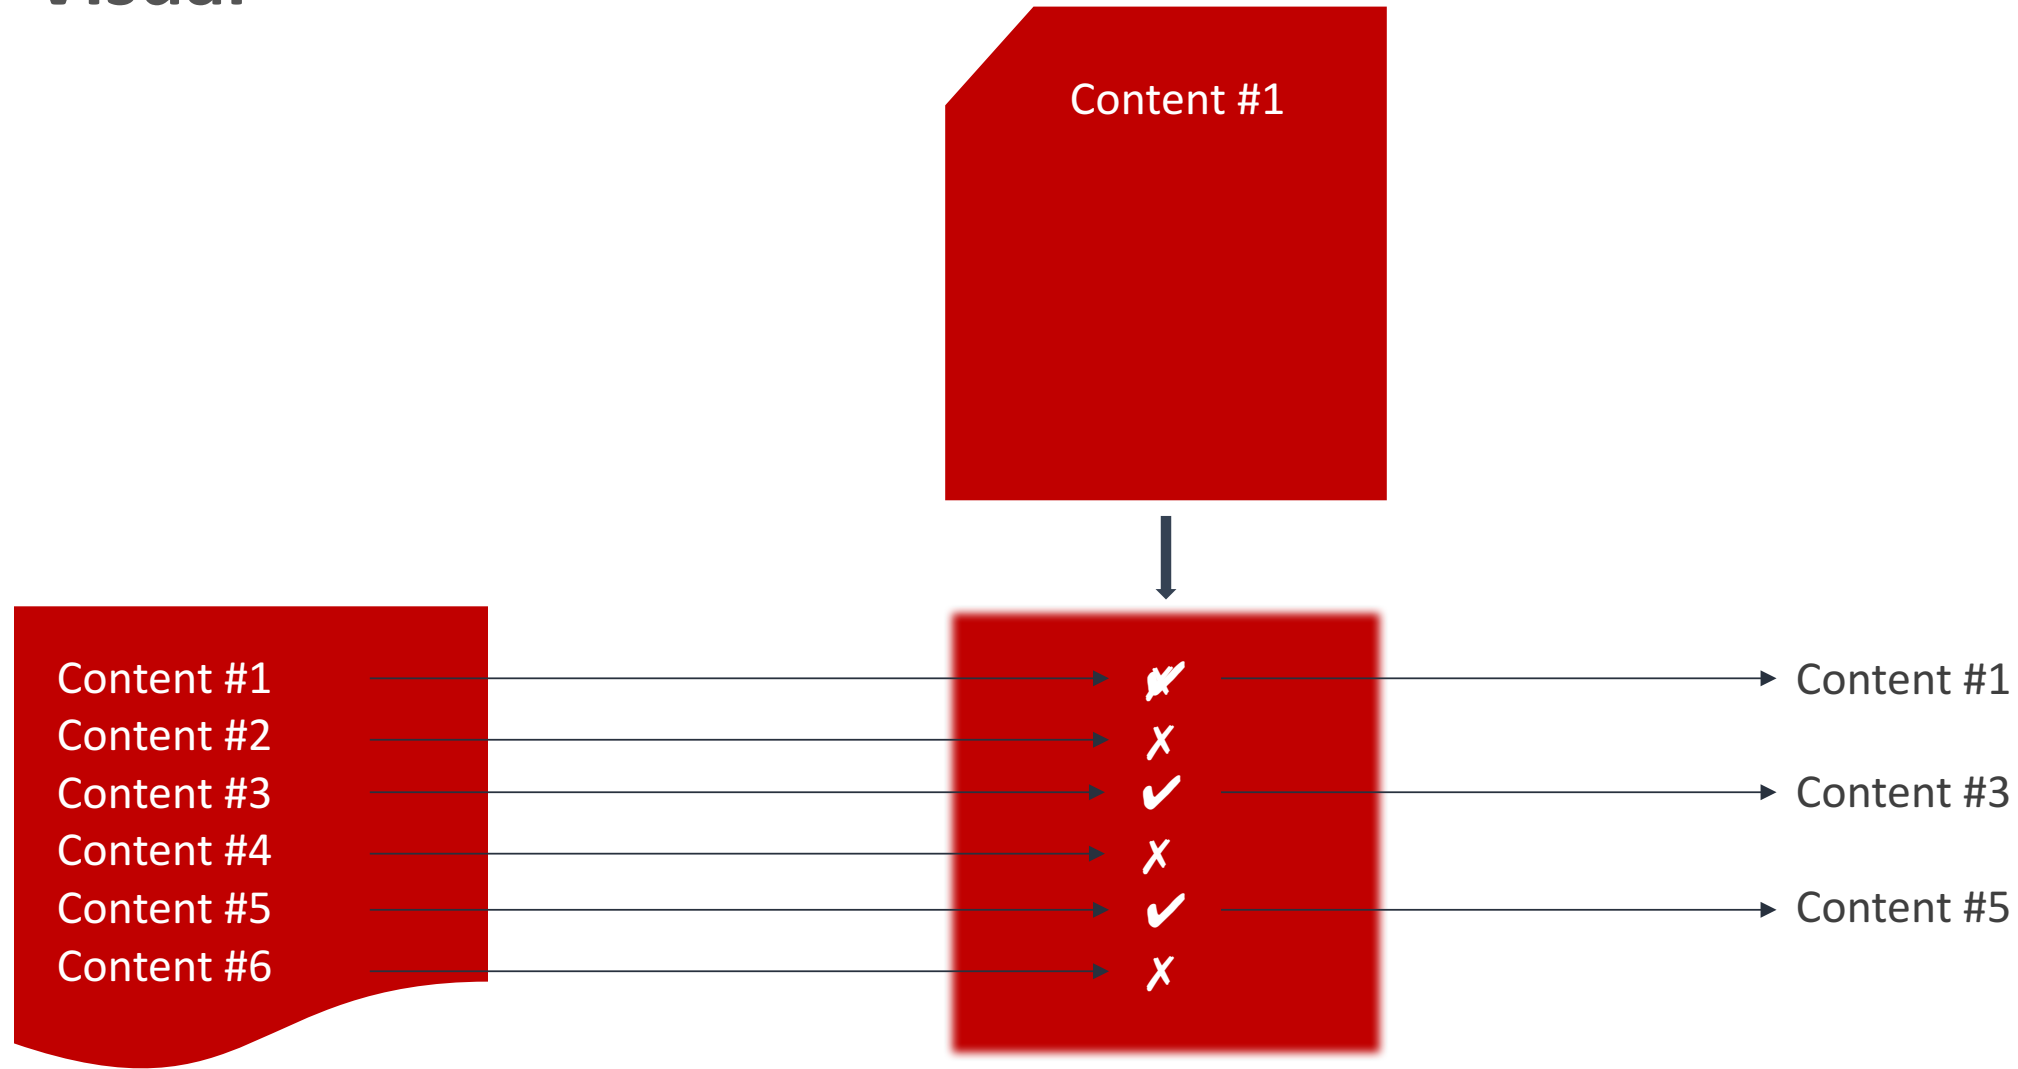 Content #1
Content #1
Content #2
Content #3
Content #4
Content #5
Content #6
✔
✗
✔
✗
✔
✗
Content #1
Content #3
Content #5